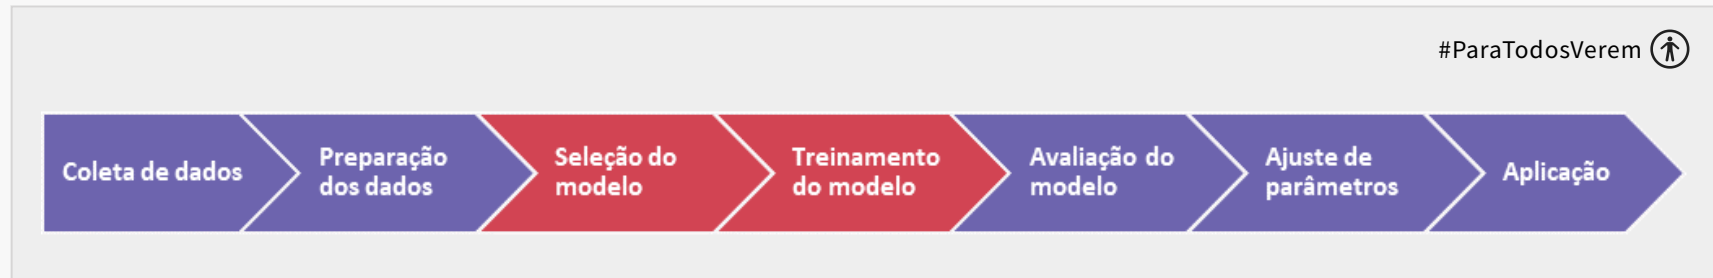 #ParaTodosVerem
Coleta de dados
Preparação
dos dados
Seleção do
modelo
Treinamento
do modelo
Avaliação do
modelo
Ajuste de
parâmetros
Aplicação